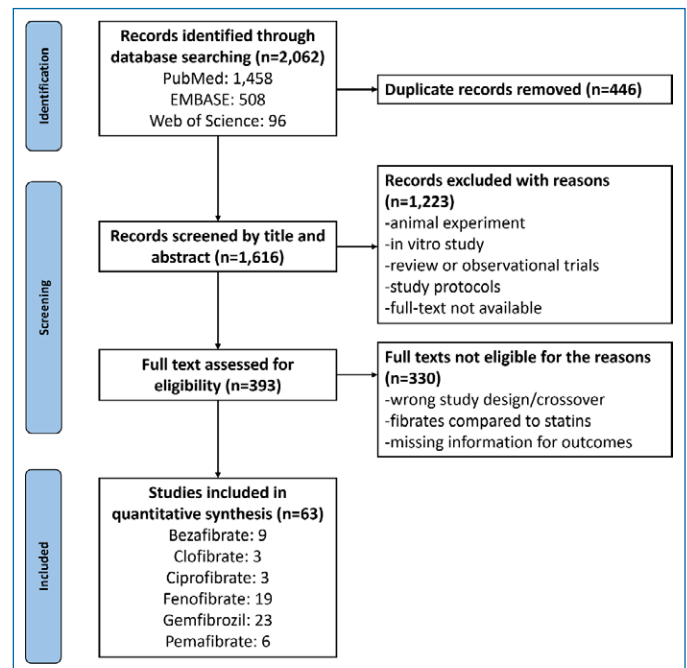 Identification
Records identified through
database searching (n=2,062)
PubMed: 1,458
EMBASE: 508
Web of Science: 96
Duplicate records removed (n=446)
Screening
Records screened by title and
abstract (n=1,616)
Records excluded with reasons
(n=1,223)
-animal experiment
-in vitro study
-review or observational trials
-study protocols
-full-text not available
Full text assessed for
eligibility (n=393)
Full texts not eligible for the reasons
(n=330)
-wrong study design/crossover
-fibrates compared to statins
-missing information for outcomes
Included
Studies included in
quantitative synthesis (n=63)
Bezafibrate: 9
Clofibrate: 3
Ciprofibrate: 3
Fenofibrate: 19
Gemfibrozil: 23
Pemafibrate: 6